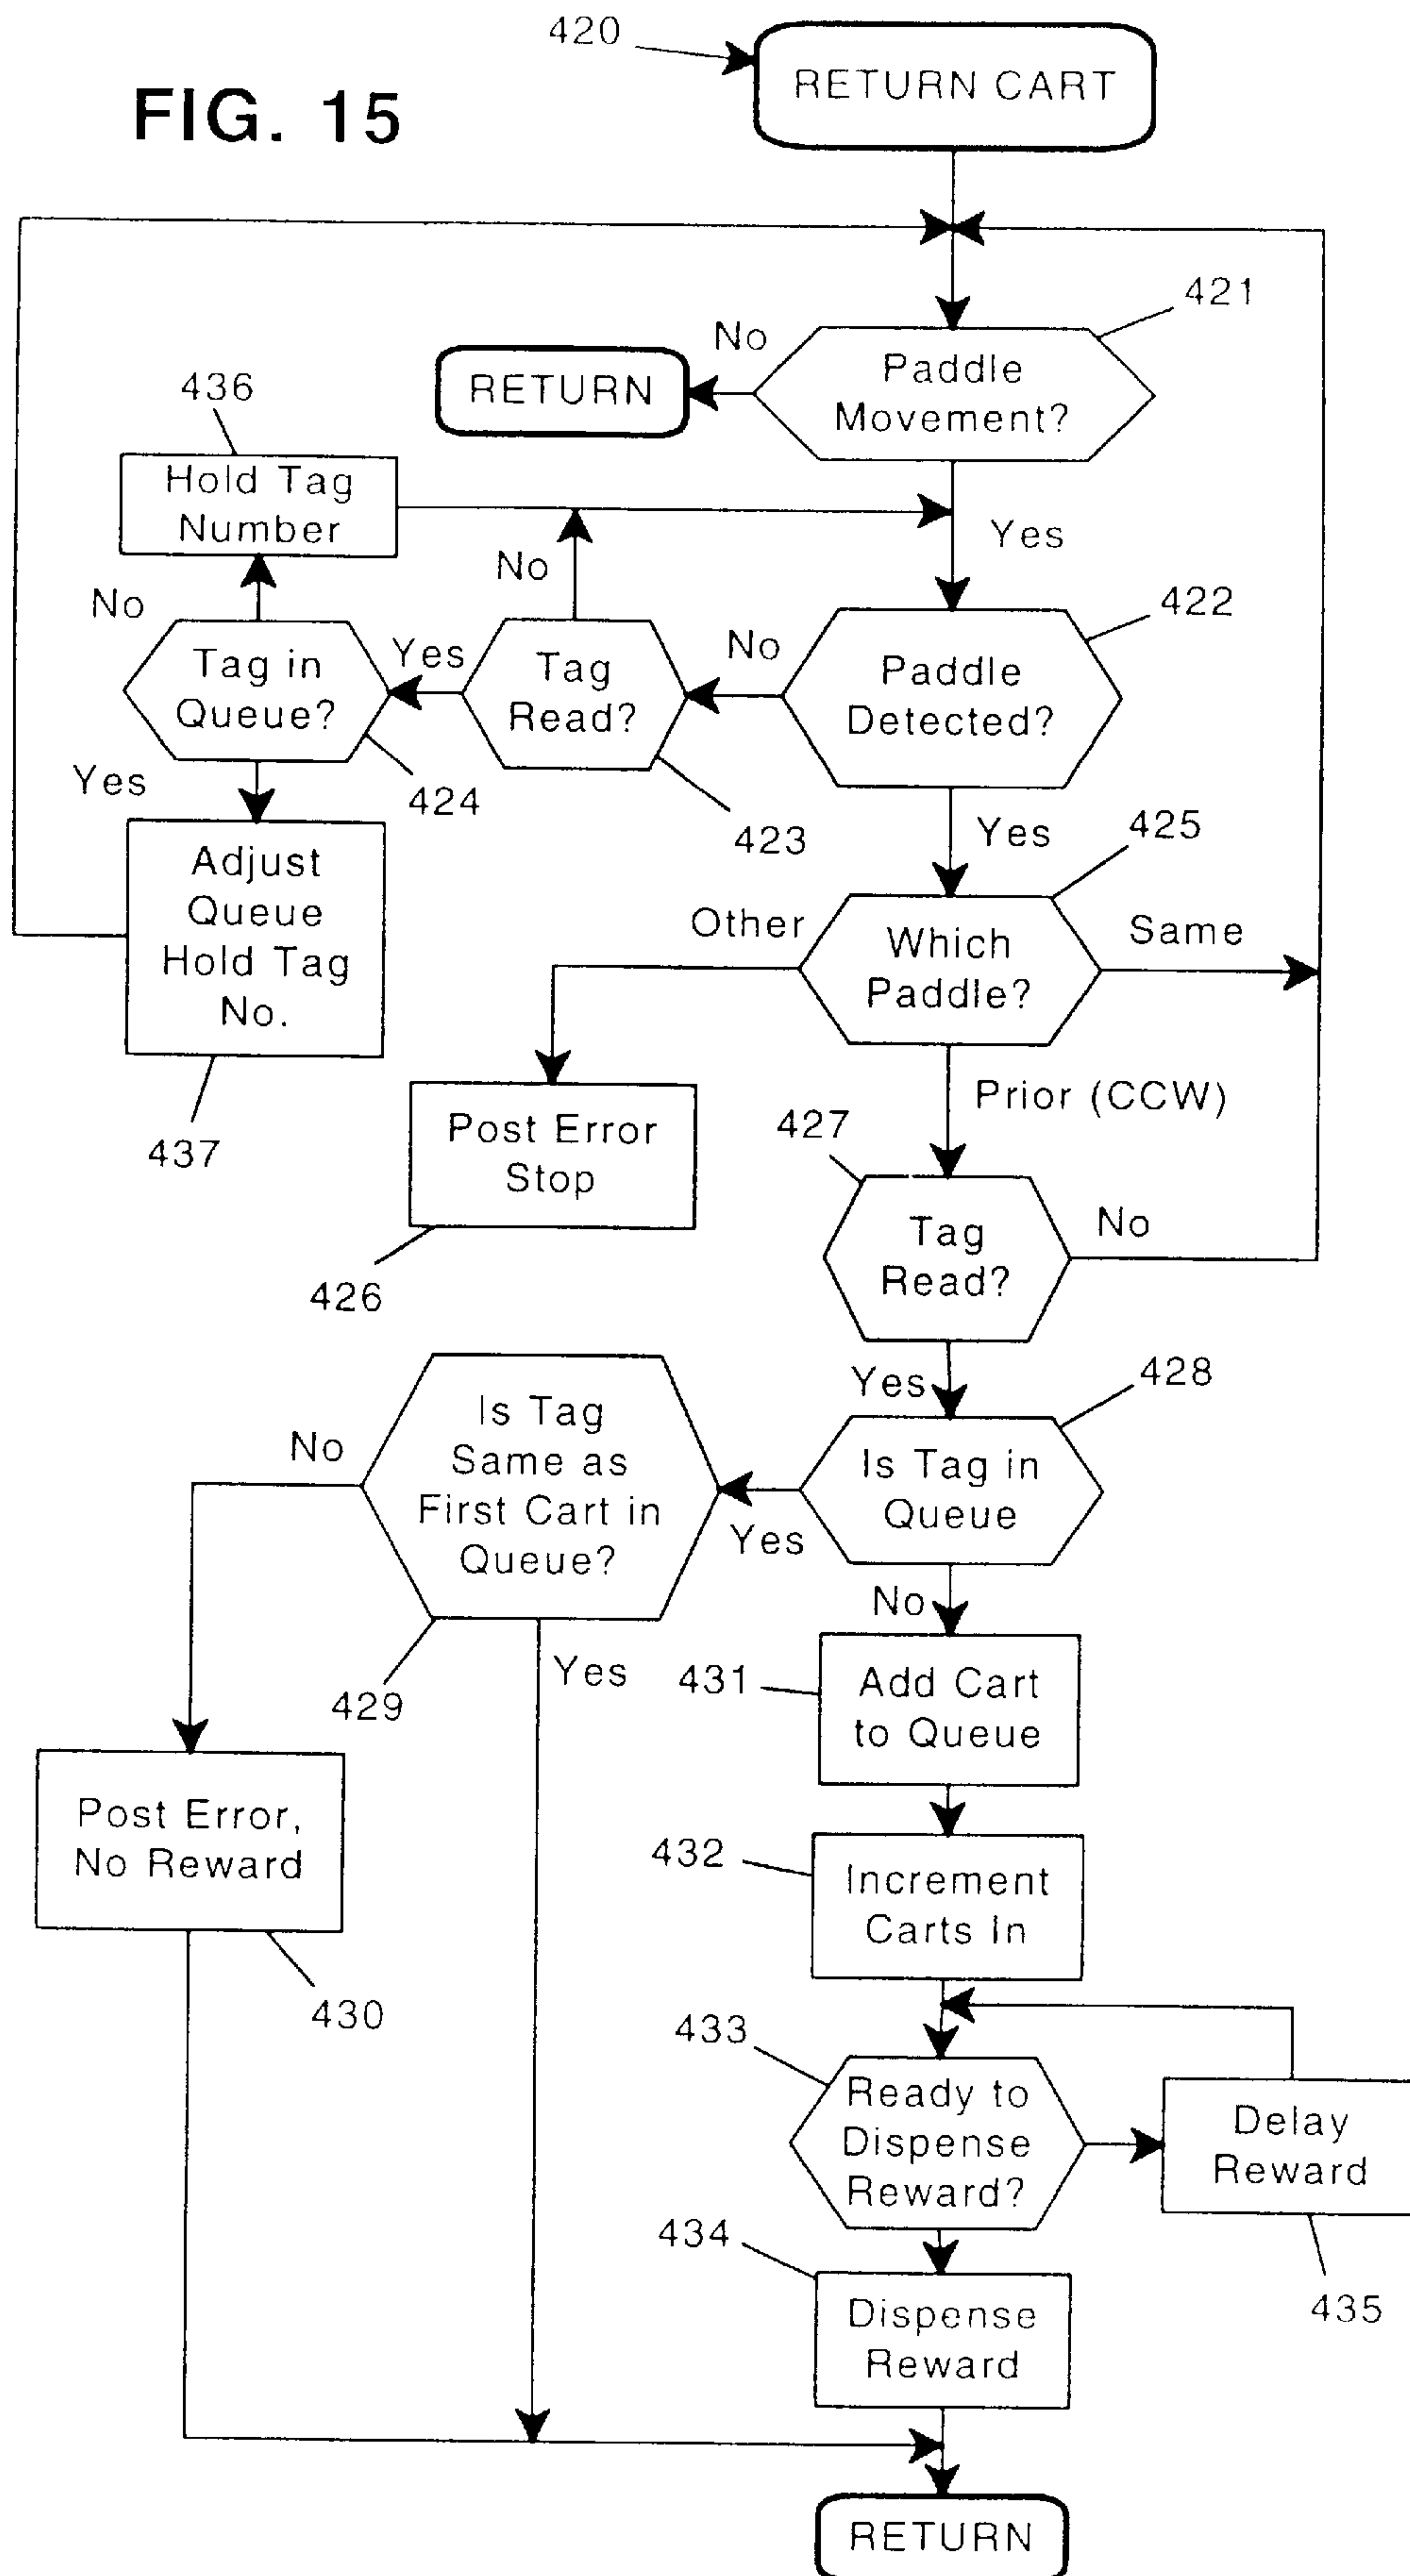 420
RETURN CART
FIG. 15
421
No
Paddle
Movement?
RETURN
436
Hold Tag
Number
Yes
No
No
422
Tag in
Queue?
Yes
Tag
Read?
No
Paddle
Detected?
Yes
424
423
Yes
425
Adjust
Queue
Hold Tag
No.
Other
Which
Paddle?
Same
437
Post Error
Stop
Prior (CCW)
427
426
Tag
Read?
No
Yes
428
Is Tag
Same as
First Cart in
Queue?
No
Is Tag in
Queue
Yes
No
429
Yes
431
Add Cart
to Queue
Post Error,
No Reward
432
Increment
Carts In
430
433
Ready to
Dispense
Reward?
Delay
Reward
434
435
Dispense
Reward
RETURN